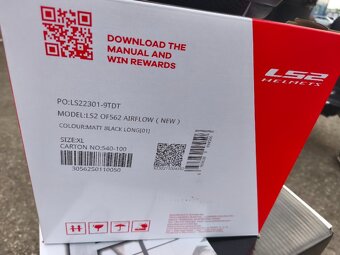 DOWNLOAD THE
MANUAL AND
WIN REWARDS
LS2
HELMETS
PO:LS22301-9TDT
MODEL:LS2 OF562 AIRFLOW (NEW)
COLOUR:MATT BLACK LONG(01)
SIZE:XL
CARTON NO:540-100
3056250110050